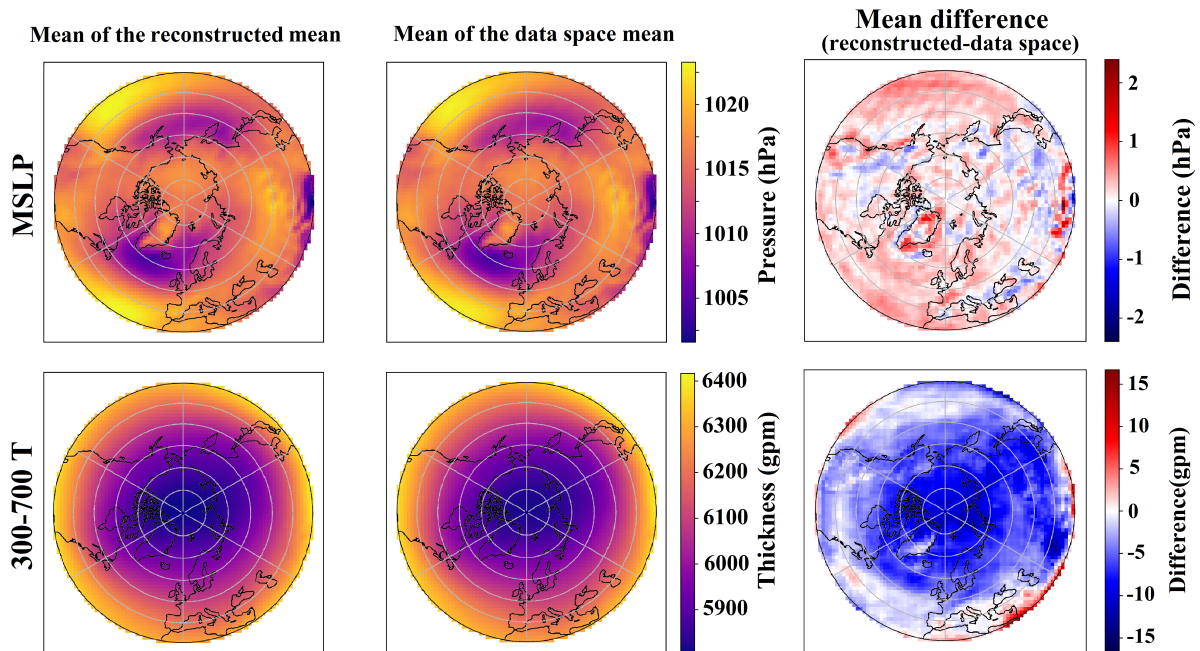 Mean of the reconstructed mean
Mean of the data space mean
Mean difference
(reconstructed-data space)
MSLP
1020
1015
1010
1005
Pressure (hPa)
2
1
0
-1
-2
Difference (hPa)
300-700 T
6400
6300
6200
6100
6000
5900
Thickness (gpm)
15
10
5
0
-5
-10
-15
Difference(gpm)